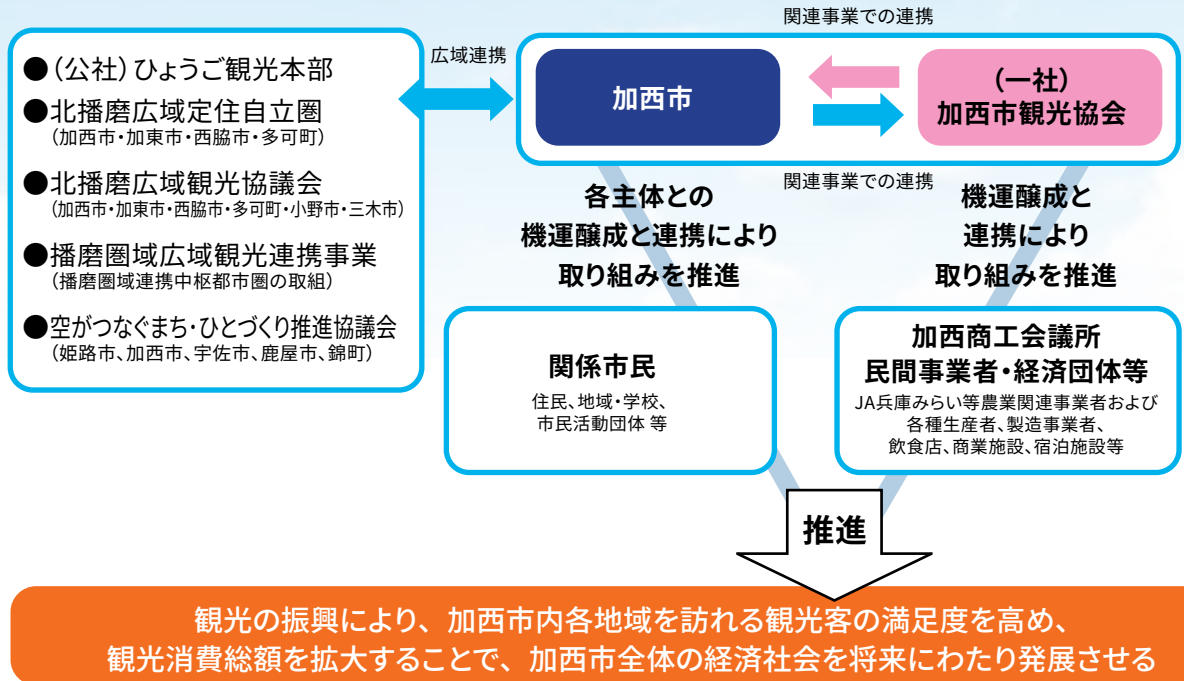 ●(公社)ひょうご観光本部
●北播磨広域定住自立圏
(加西市・加東市・西脇市・多可町)
●北播磨広域観光協議会
(加西市・加東市・西脇市・多可町・小野市・三木市)
●播磨圏域広域観光連携事業
(播磨圏域連携中枢都市圏の取組)
●空がつなぐまち・ひとづくり推進協議会
(姫路市、加西市、宇佐市、鹿屋市、錦町)
広域連携
関連事業での連携
加西市
(一社)
加西市観光協会
関連事業での連携
各主体との
機運醸成と連携により
取り組みを推進
機運醸成と
連携により
取り組みを推進
関係市民
住民、地域・学校、
市民活動団体 等
加西商工会議所
民間事業者・経済団体等
JA兵庫みらい等農業関連事業者および
各種生産者、製造事業者、
飲食店、商業施設、宿泊施設等
推進
観光の振興により、加西市内各地域を訪れる観光客の満足度を高め、
観光消費総額を拡大することで、加西市全体の経済社会を将来にわたり発展させる